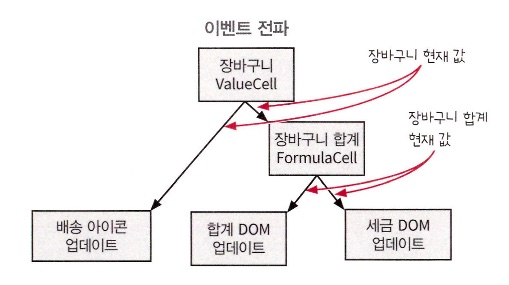 이벤트 전파
장바구니
ValueCell
장바구니 현재 값
장바구니 합계
FormulaCell
장바구니 합계
현재 값
배송 아이콘
업데이트
합계 DOM
업데이트
세금 DOM
업데이트